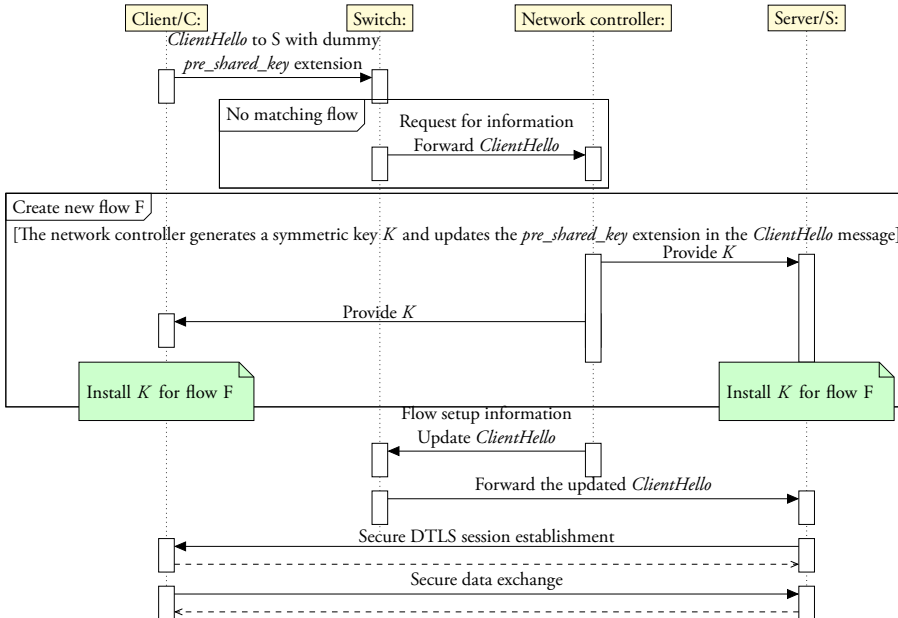 Client/C:
Switch:
Network controller:
Server/S:
ClientHello to S with dummy
pre_shared_key extension
No matching flow
Request for information
Forward ClientHello
Create new flow F
[The network controller generates a symmetric key K and updates the pre_shared_key extension in the ClientHello message]
Provide K
Provide K
Install K for flow F
Install K for flow F
Flow setup information
Update ClientHello
Forward the updated ClientHello
Secure DTLS session establishment
Secure data exchange